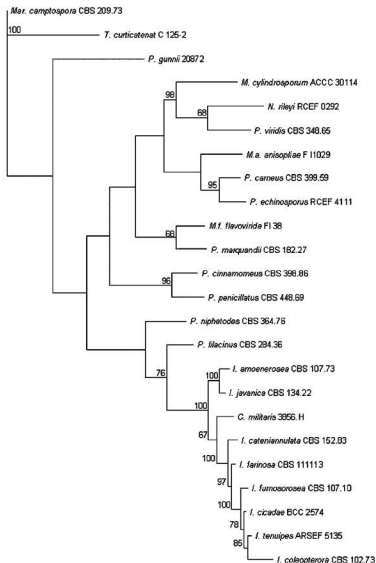 Mar. camptospora CBS 209.73
100
T. curticatenat C 125-2
P. gunnii 20872
M. cylindrosporum ACCC 30114
98
N. rileyi RCEF 0292
68
P. viridis CBS 348.65
M.a. anisopliae F I1029
P. carneus CBS 399.59
95
P. echinosporus RCEF 4111
M.f. flavoviride FI 38
68
P. marquandii CBS 182.27
P. cinnamomeus CBS 398.86
96
P. penicillatus CBS 448.69
P. niphetodes CBS 364.76
P. lilacinus CBS 284.36
76
I. amoenerosea CBS 107.73
100
I. javanica CBS 134.22
100
C. militaris 3856. H
67
I. cateniannulata CBS 152.83
100
I. farinosa CBS 111113
97
I. fumosorosea CBS 107.10
100
I. cicadae BCC 2574
78
I. tenuipes ARSEF 5135
85
I. coleopterora CBS 102.73